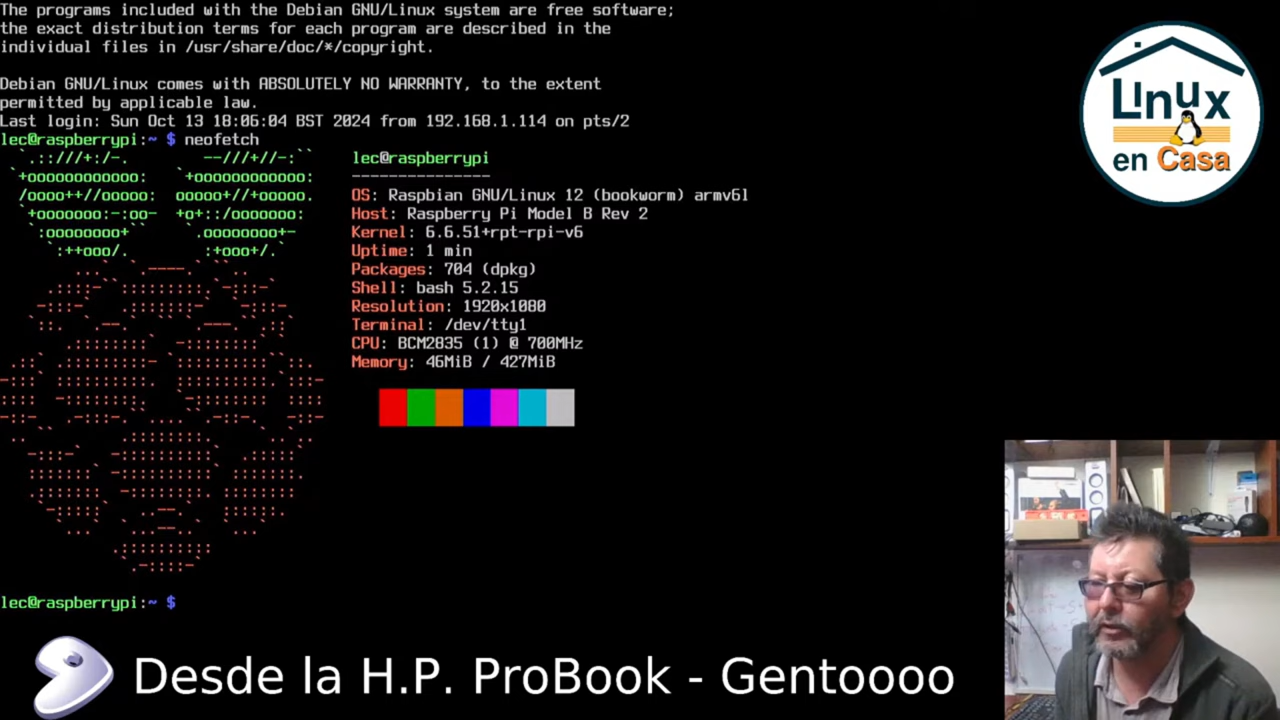 The programs included with the Debian GNU/Linux system are free software;
the exact distribution terms for each program are described in the
individual files in /usr/share/doc/*/copyright.
Debian GNU/Linux comes with ABSOLUTELY NO WARRANTY, to the extent
permitted by applicable law.
Last login: Sun Oct 13 18:06:04 BST 2024 from 192.168.1.114 on pts/2
lec@raspberrypi:~ $ neofetch
lec@raspberrypi
---------------
OS: Raspbian GNU/Linux 12 (bookworm) armv6l
Host: Raspberry Pi Model B Rev 2
Kernel: 6.6.51+rpt-rpi-v6
Uptime: 1 min
Packages: 704 (dpkg)
Shell: bash 5.2.15
Resolution: 1920x1080
Terminal: /dev/tty1
CPU: BCM2835 (1) @ 700MHz
Memory: 46MiB / 427MiB
lec@raspberrypi:~ $
Linux
en Casa
Desde la H.P. ProBook - Gentoooo